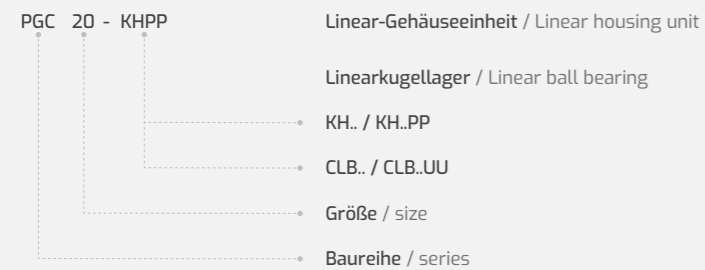 PGC 20 - KHPP Linear-Gehäuseeinheit / Linear housing unit
Linearkugellager / Linear ball bearing
KH.. / KH..PP
CLB.. / CLB..UU
Größe / size
Baureihe / series